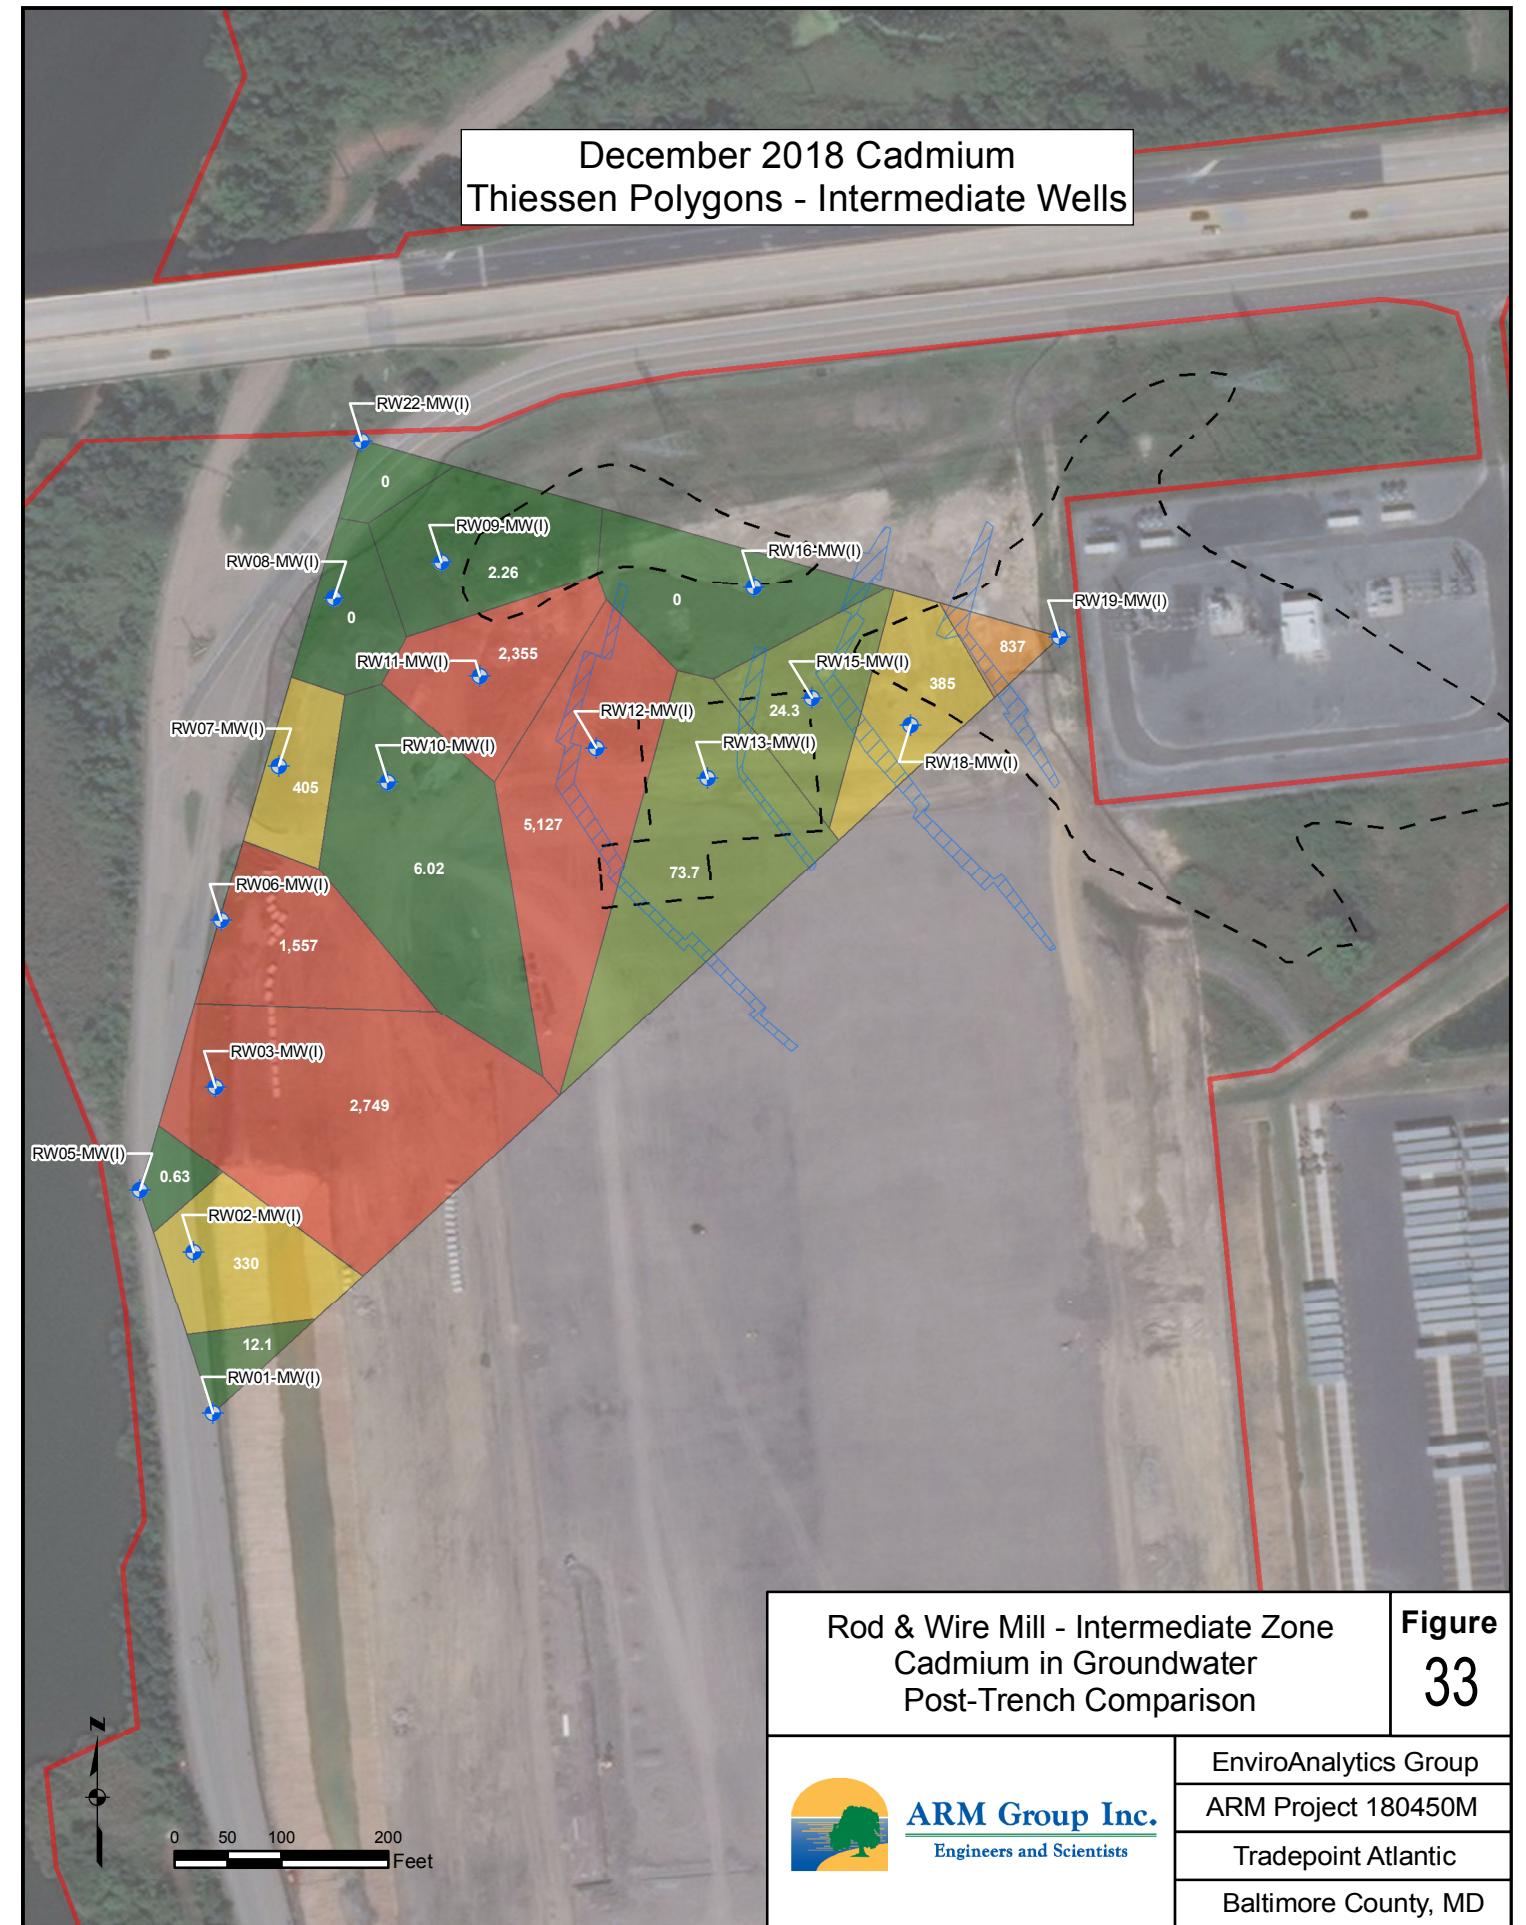 December 2018 Cadmium
Thiessen Polygons - Intermediate Wells
RW22-MW(I)
0
RW09-MW(I)
2.26
RW08-MW(I)
0
RW16-MW(I)
0
RW19-MW(I)
837
RW11-MW(I)
2,355
RW15-MW(I)
24.3
385
RW12-MW(I)
RW07-MW(I)
405
RW10-MW(I)
RW13-MW(I)
RW18-MW(I)
5,127
6.02
73.7
RW06-MW(I)
1,557
RW03-MW(I)
2,749
RW05-MW(I)
0.63
RW02-MW(I)
330
12.1
RW01-MW(I)
Rod & Wire Mill - Intermediate Zone
Cadmium in Groundwater
Post-Trench Comparison
Figure
33
N
0 50 100 200
Feet
ARM Group Inc.
Engineers and Scientists
EnviroAnalytics Group
ARM Project 180450M
Tradepoint Atlantic
Baltimore County, MD